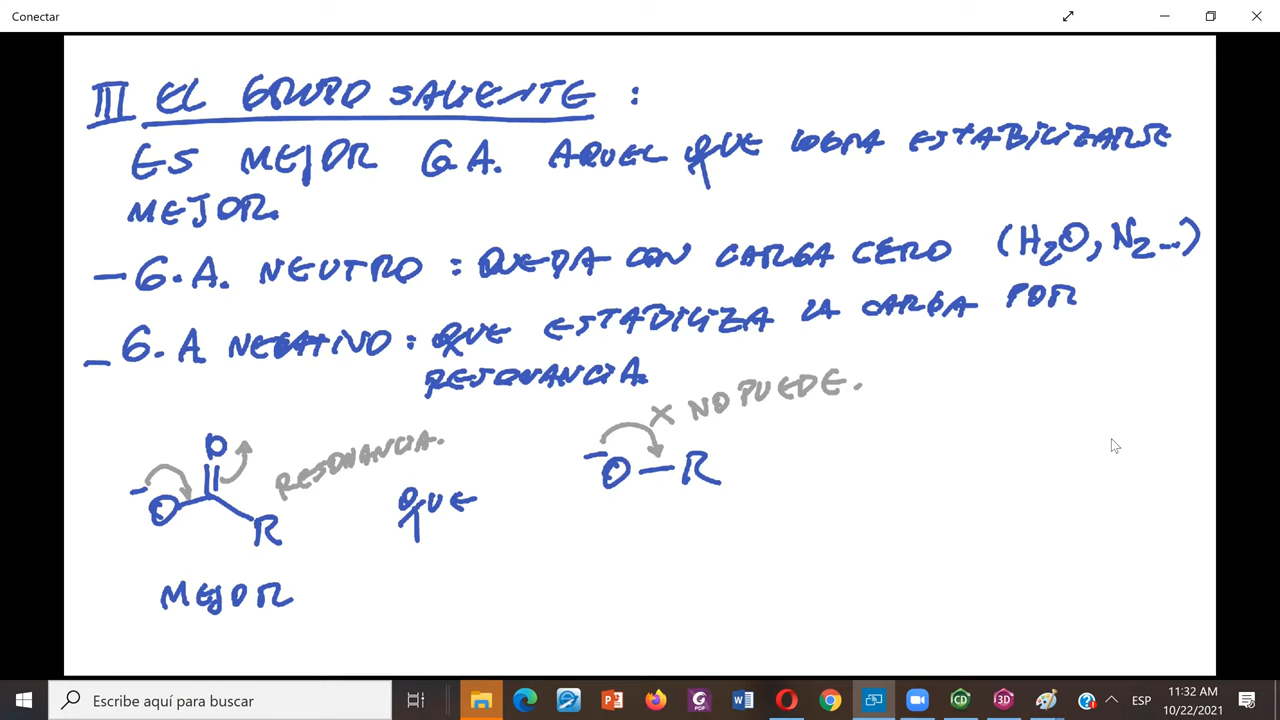 Conectar
III EL GRUPO SALIENTE :
ES MEJOR G A. AQUEL QUE LOGRA ESTABILIZARSE
MEJOR.
- G. A. NEUTRO : QUEDA CON CARGA CERO (H2O, N2 ...)
- G. A NEGATIVO : QUE ESTABILIZA LA CARGA POR
RESONANCIA.
X NO PUEDE.
O
RESONANCIA.
- O - R
- O
R
QUE
MEJOR
Escribe aquí para buscar
ESP
11:32 AM
10/22/2021